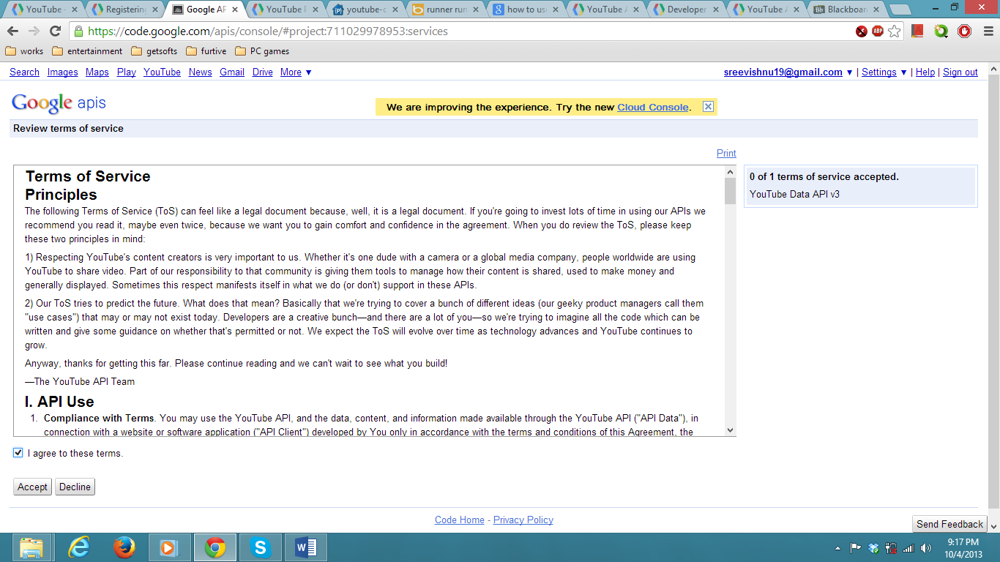 YouTube -
Registering
Google AP
YouTube P
youtube-c
runner run
how to use
YouTube A
Developer
YouTube A
Blackboard
https://code.google.com/apis/console/#project:711029978953:services
ABP
works entertainment getsofts furtive PC games
Search Images Maps Play YouTube News Gmail Drive More ▼
sreevishnu19@gmail.com ▼ | Settings ▼ | Help | Sign out
Google apis
We are improving the experience. Try the new Cloud Console.
Review terms of service
Print
Terms of Service
Principles
The following Terms of Service (ToS) can feel like a legal document because, well, it is a legal document. If you're going to invest lots of time in using our APIs we
recommend you read it, maybe even twice, because we want you to gain comfort and confidence in the agreement. When you do review the ToS, please keep
these two principles in mind:
1) Respecting YouTube's content creators is very important to us. Whether it's one dude with a camera or a global media company, people worldwide are using
YouTube to share video. Part of our responsibility to that community is giving them tools to manage how their content is shared, used to make money and
generally displayed. Sometimes this respect manifests itself in what we do (or don't) support in these APIs.
2) Our ToS tries to predict the future. What does that mean? Basically that we're trying to cover a bunch of different ideas (our geeky product managers call them
"use cases") that may or may not exist today. Developers are a creative bunch—and there are a lot of you—so we're trying to imagine all the code which can be
written and give some guidance on whether that's permitted or not. We expect the ToS will evolve over time as technology advances and YouTube continues to
grow.
Anyway, thanks for getting this far. Please continue reading and we can't wait to see what you build!
—The YouTube API Team
I. API Use
1. Compliance with Terms. You may use the YouTube API, and the data, content, and information made available through the YouTube API ("API Data"), in
connection with a website or software application ("API Client") developed by You only in accordance with the terms and conditions of this Agreement, the
0 of 1 terms of service accepted.
YouTube Data API v3
I agree to these terms.
Accept Decline
Code Home - Privacy Policy
Send Feedback
9:17 PM
10/4/2013